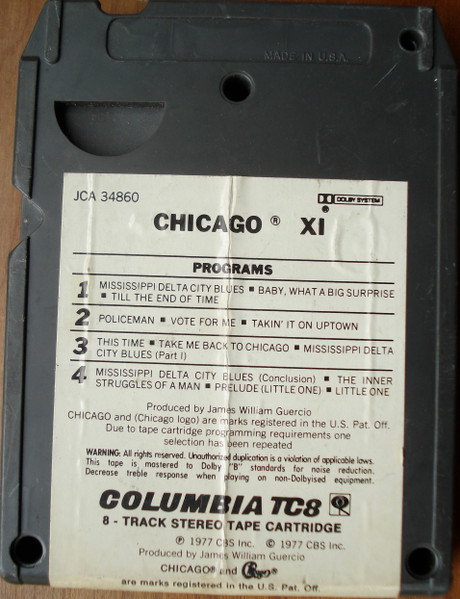 MADE IN U.S.A.
JCA 34860
DOLBY SYSTEM
®
CHICAGO ® XI
PROGRAMS
1 MISSISSIPPI DELTA CITY BLUES ■ BABY, WHAT A BIG SURPRISE
■ TILL THE END OF TIME
2 POLICEMAN ■ VOTE FOR ME ■ TAKIN' IT ON UPTOWN
3 THIS TIME ■ TAKE ME BACK TO CHICAGO ■ MISSISSIPPI DELTA
CITY BLUES (Part I)
4. MISSISSIPPI DELTA CITY BLUES (Conclusion) ■ THE INNER
STRUGGLES OF A MAN ■ PRELUDE (LITTLE ONE) ■ LITTLE ONE
Produced by James William Guercio
CHICAGO and (Chicago logo) are marks registered in the U.S. Pat. Off.
Due to tape cartridge programming requirements one
selection has been repeated
WARNING: All rights reserved. Unauthorized duplication is a violation of applicable laws.
This tape is mastered to Dolby "B" standards for noise reduction.
Decrease treble response when playing on non-Dolbyised equipment.
COLUMBIA TC8
8 - TRACK STEREO TAPE CARTRIDGE
℗ 1977 CBS Inc. © 1977 CBS Inc.
Produced by James William Guercio
CHICAGO® and Chicago®
are marks registered in the U.S. Pat. Off.